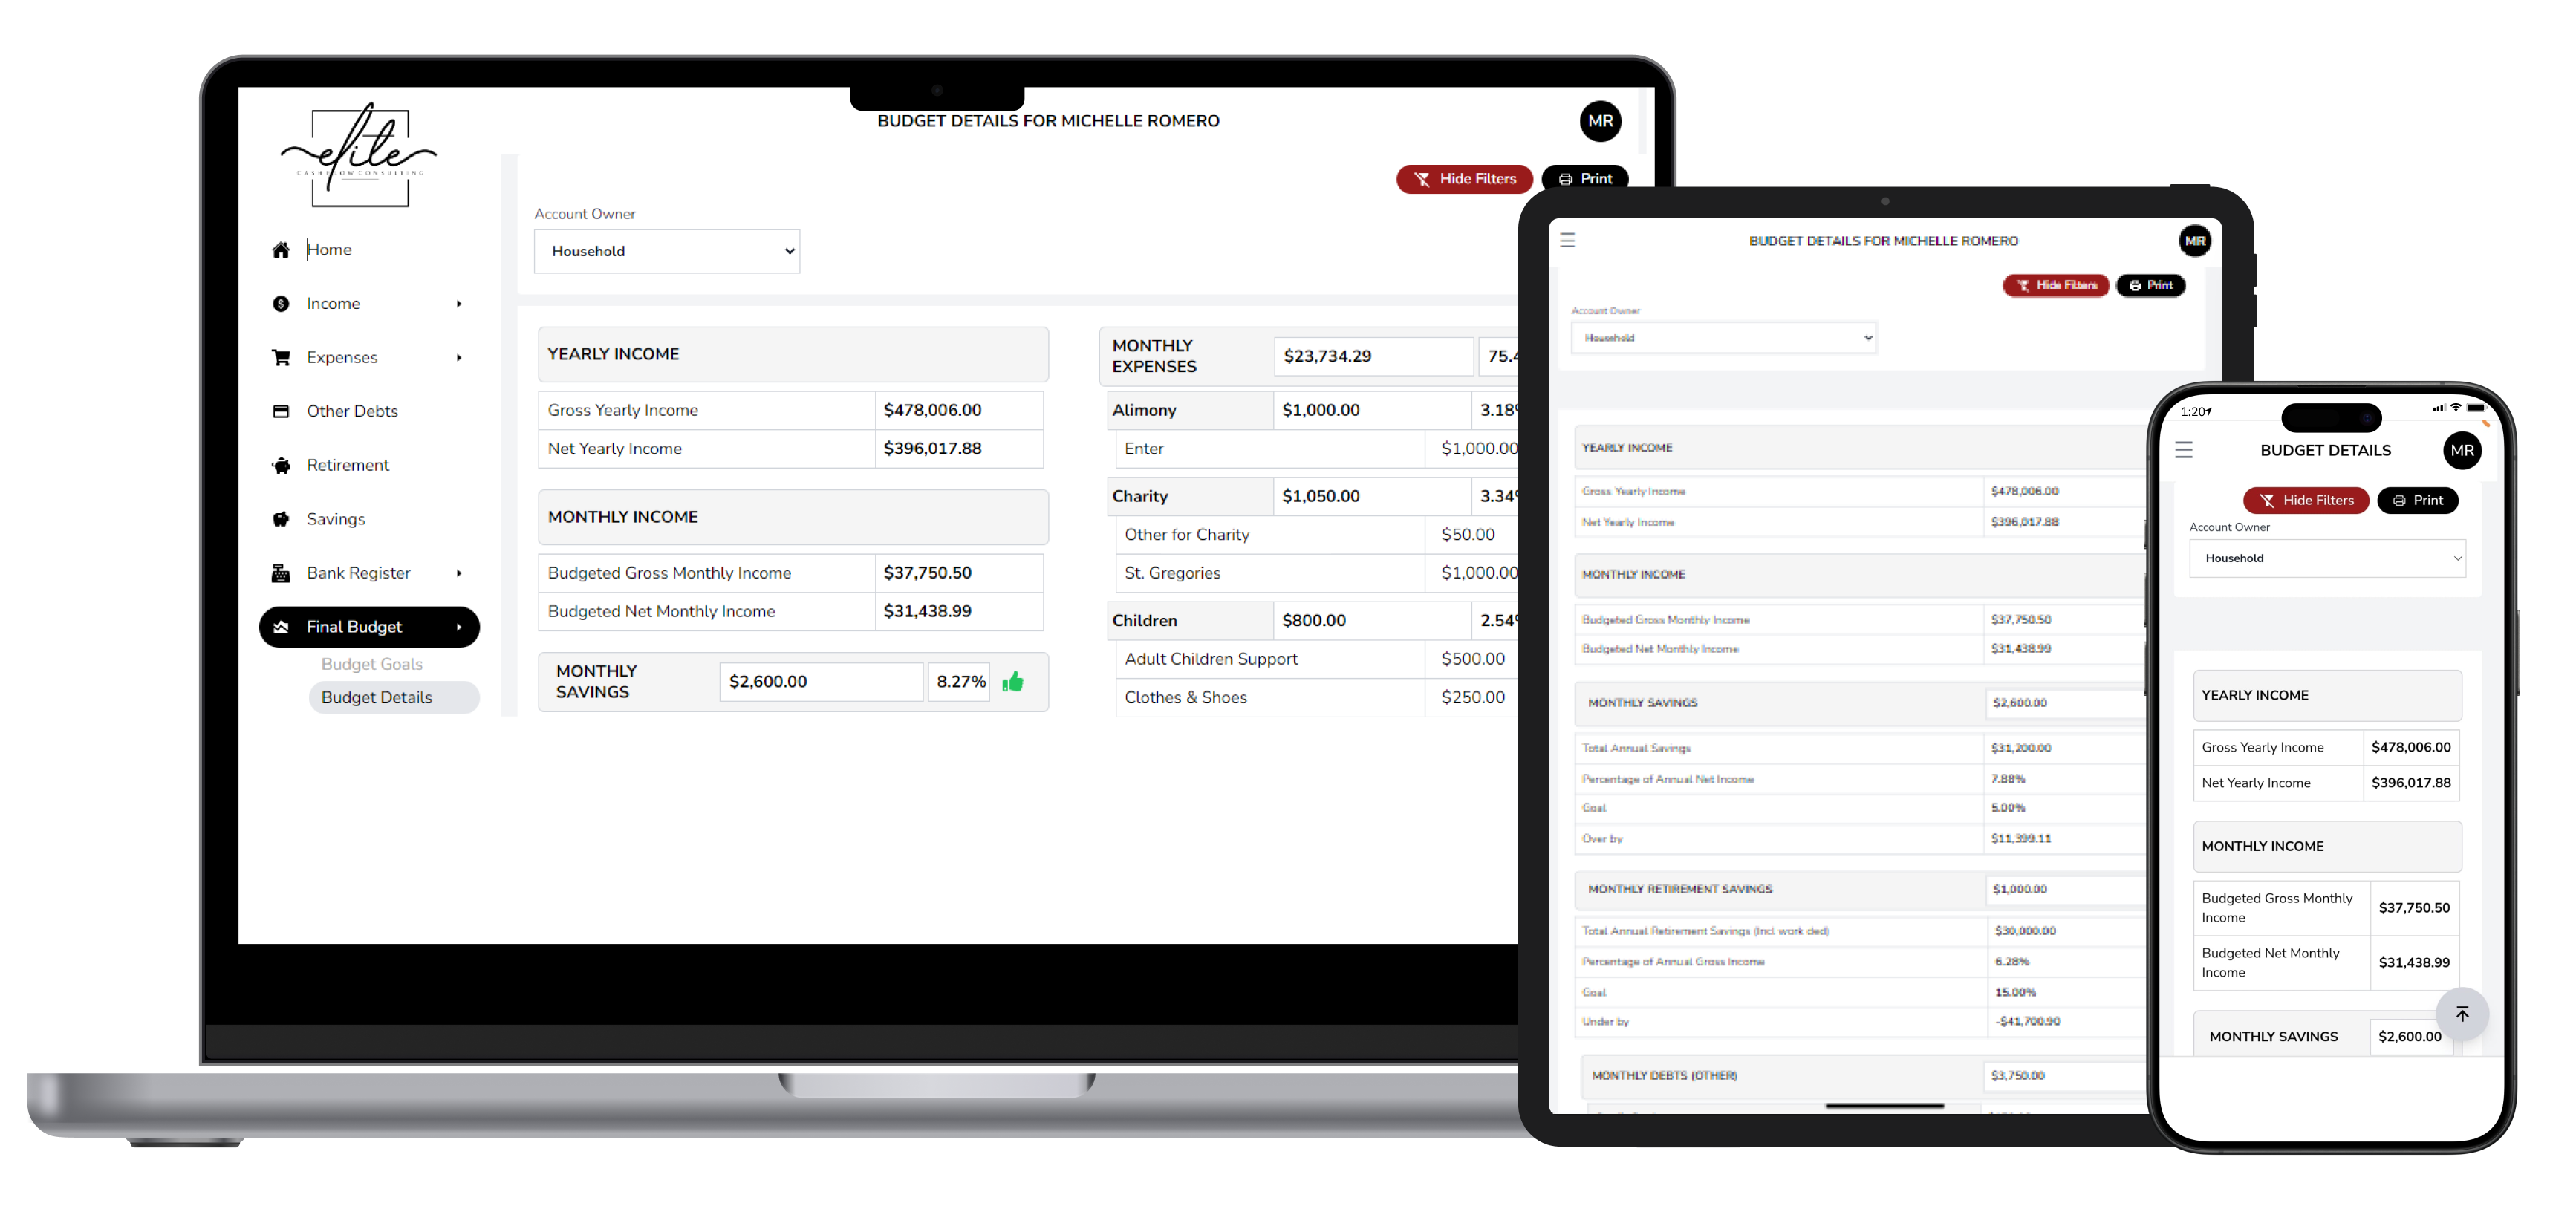 elite
CASH FLOW CONSULTING
BUDGET DETAILS FOR MICHELLE ROMERO
MR
Hide Filters
Print
Home
Income
Expenses
Other Debts
Retirement
Savings
Bank Register
Final Budget
Budget Goals
Budget Details
Account Owner
Household
YEARLY INCOME
Gross Yearly Income $478,006.00
Net Yearly Income $396,017.88
MONTHLY INCOME
Budgeted Gross Monthly Income $37,750.50
Budgeted Net Monthly Income $31,438.99
MONTHLY
SAVINGS
$2,600.00 8.27%
MONTHLY
EXPENSES
$23,734.29 75.4
Alimony $1,000.00 3.18%
Enter $1,000.00
Charity $1,050.00 3.34%
Other for Charity $50.00
St. Gregories $1,000.00
Children $800.00 2.54%
Adult Children Support $500.00
Clothes & Shoes $250.00
BUDGET DETAILS FOR MICHELLE ROMERO
MR
Hide Filters
Print
Account Owner
Household
YEARLY INCOME
Gross Yearly Income $478,006.00
Net Yearly Income $396,017.88
MONTHLY INCOME
Budgeted Gross Monthly Income $37,750.50
Budgeted Net Monthly Income $31,438.99
MONTHLY SAVINGS $2,600.00
Total Annual Savings $31,200.00
Percentage of Annual Net Income 7.88%
Goal 5.00%
Over by $11,399.11
MONTHLY RETIREMENT SAVINGS $1,000.00
Total Annual Retirement Savings (Incl. work ded) $30,000.00
Percentage of Annual Gross Income 6.28%
Goal 15.00%
Under by -$41,700.90
MONTHLY DEBTS (OTHER) $3,750.00
1:20
BUDGET DETAILS
MR
Hide Filters
Print
Account Owner
Household
YEARLY INCOME
Gross Yearly Income $478,006.00
Net Yearly Income $396,017.88
MONTHLY INCOME
Budgeted Gross Monthly
Income
$37,750.50
Budgeted Net Monthly
Income
$31,438.99
MONTHLY SAVINGS $2,600.00